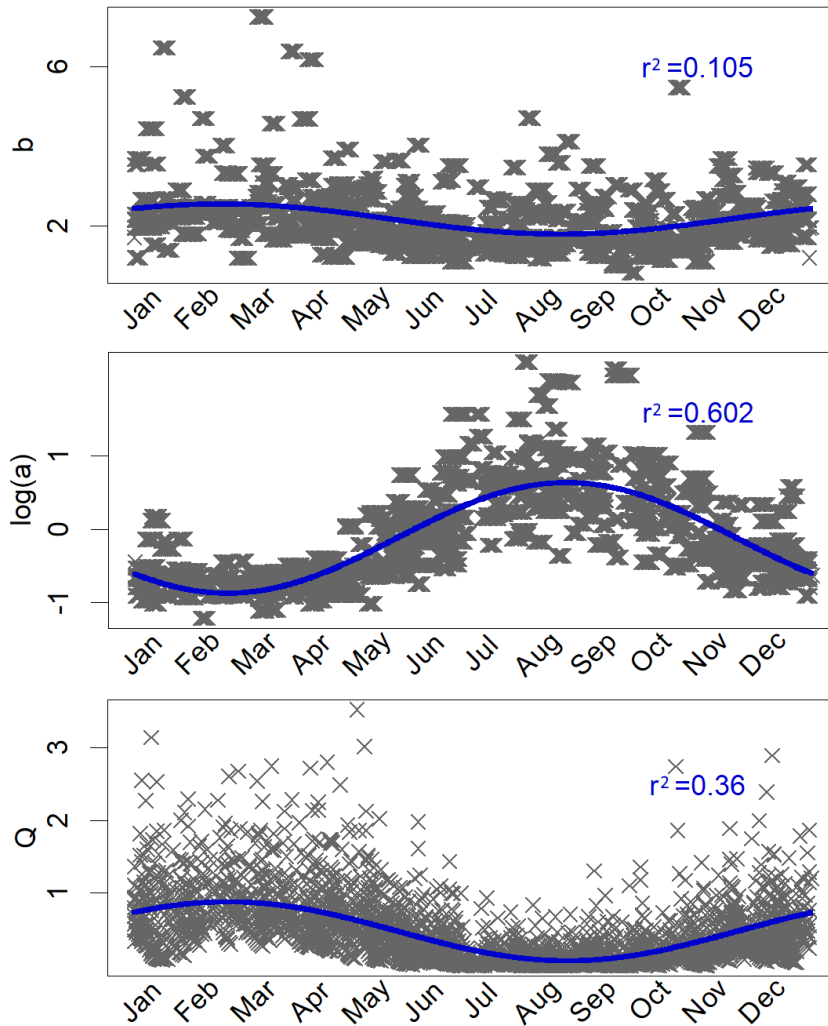 6
r² =0.105
b
2
Jan Feb Mar Apr May Jun Jul Aug Sep Oct Nov Dec
r² =0.602
1
log(a)
0
-1
Jan Feb Mar Apr May Jun Jul Aug Sep Oct Nov Dec
3
r² =0.36
2
Q
1
Jan Feb Mar Apr May Jun Jul Aug Sep Oct Nov Dec